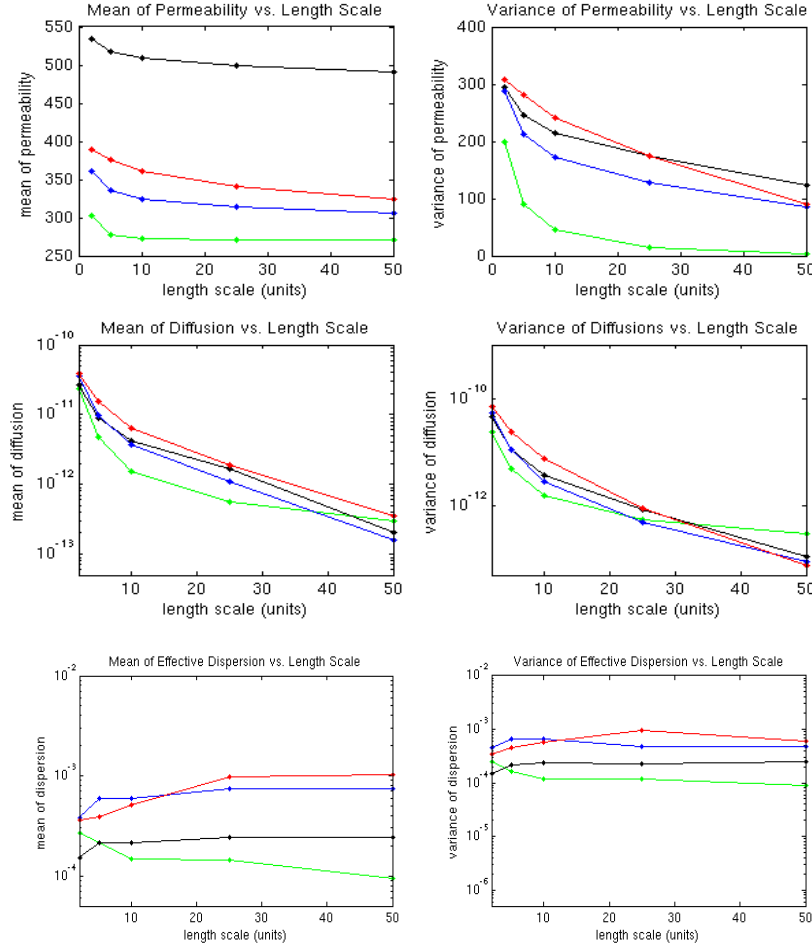 Mean of Permeability vs. Length Scale
550
500
450
400
350
300
250
mean of permeability
0 10 20 30 40 50
length scale (units)
Variance of Permeability vs. Length Scale
400
300
200
100
0
variance of permeability
0 10 20 30 40 50
length scale (units)
Mean of Diffusion vs. Length Scale
10^-10
10^-11
10^-12
10^-13
mean of diffusion
10 20 30 40 50
length scale (units)
Variance of Diffusions vs. Length Scale
10^-10
10^-12
variance of diffusion
10 20 30 40 50
length scale (units)
Mean of Effective Dispersion vs. Length Scale
10^-2
10^-3
10^-4
mean of dispersion
10 20 30 40 50
length scale (units)
Variance of Effective Dispersion vs. Length Scale
10^-2
10^-3
10^-4
10^-5
10^-6
variance of dispersion
10 20 30 40 50
length scale (units)